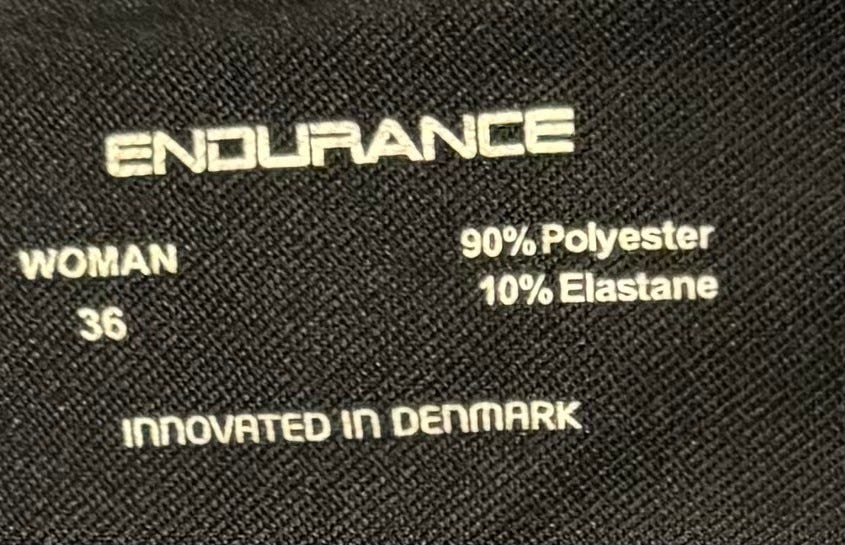 ENDURANCE
WOMAN
36
90% Polyester
10% Elastane
INNOVATED IN DENMARK